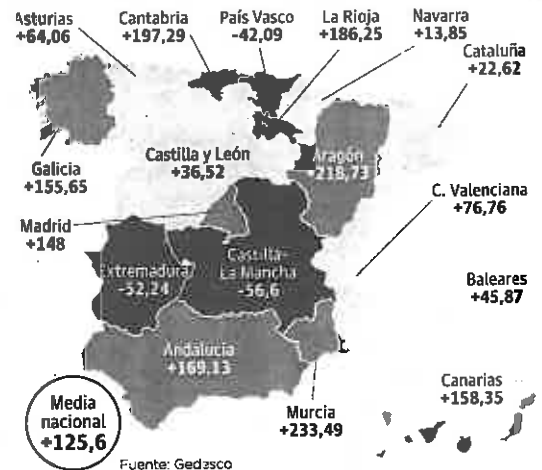 Asturias
+64,06
Cantabria
+197,29
País Vasco
-42,09
La Rioja
+186,25
Navarra
+13,85
Cataluña
+22,62
Galicia
+155,65
Castilla y León
+36,52
Aragón
+218,73
C. Valenciana
+76,76
Madrid
+148
Extremadura
-52,24
Castilla-
La Mancha
-56,6
Baleares
+45,87
Andalucía
+169,13
Canarias
+158,35
Murcia
+233,49
Media
nacional
+125,6
Fuente: Gedesco